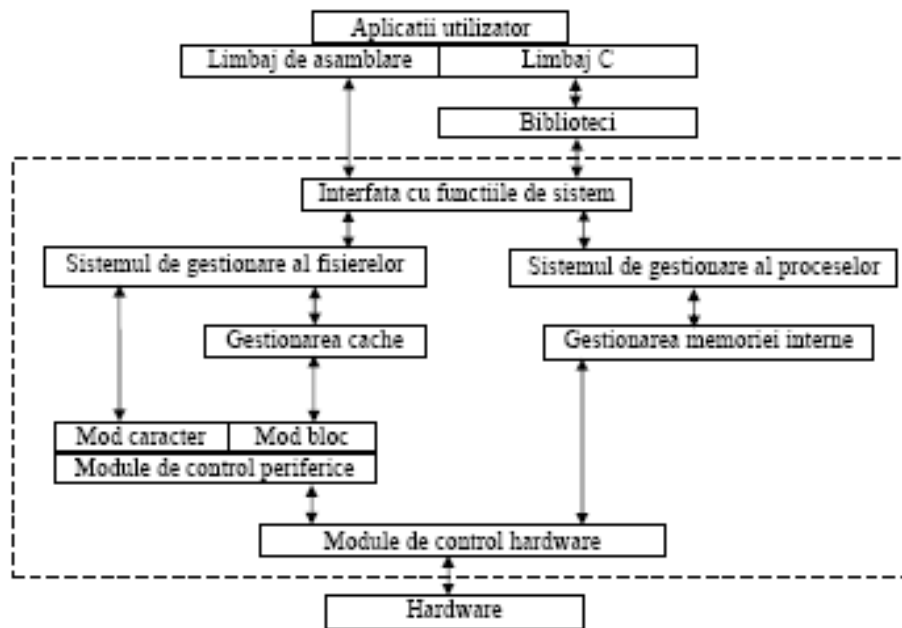 Aplicatii utilizator
Limbaj de asamblare
Limbaj C
Biblioteci
Interfata cu functiile de sistem
Sistemul de gestionare al fisierelor
Sistemul de gestionare al proceselor
Gestionarea cache
Gestionarea memoriei interne
Mod caracter
Mod bloc
Module de control periferice
Module de control hardware
Hardware